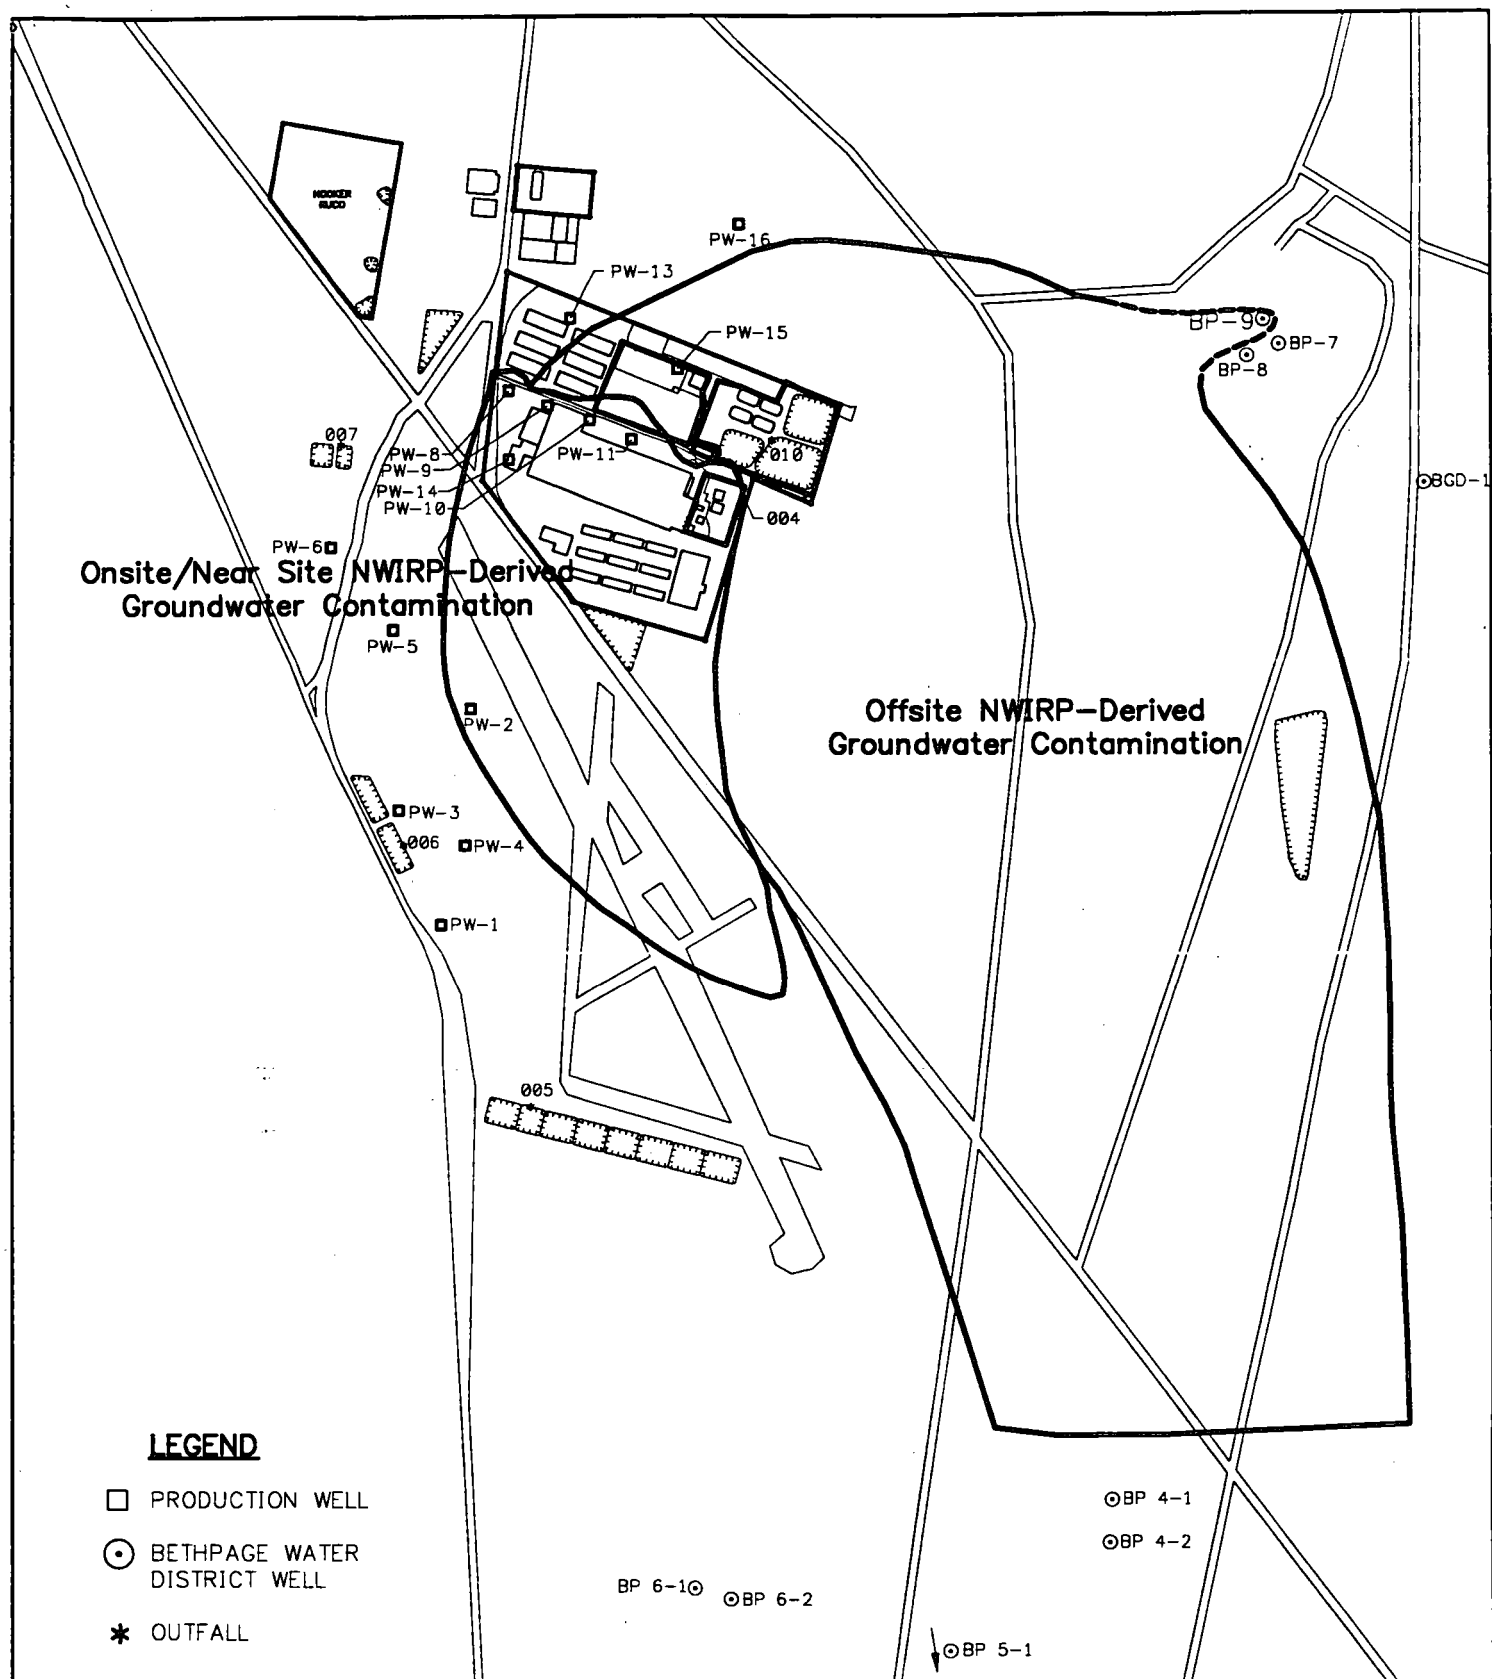 HOOKER
RUCO
PW-16
PW-13
PW-15
BP-9
BP-7
BP-8
007
PW-8
PW-9
PW-11
010
PW-14
PW-10
004
BGD-1
PW-6
Onsite/Near Site NWIRP-Derived
Groundwater Contamination
PW-5
PW-2
Offsite NWIRP-Derived
Groundwater Contamination
PW-3
006
PW-4
PW-1
005
LEGEND
PRODUCTION WELL
BETHPAGE WATER
DISTRICT WELL
OUTFALL
BP 4-1
BP 4-2
BP 6-1
BP 6-2
BP 5-1